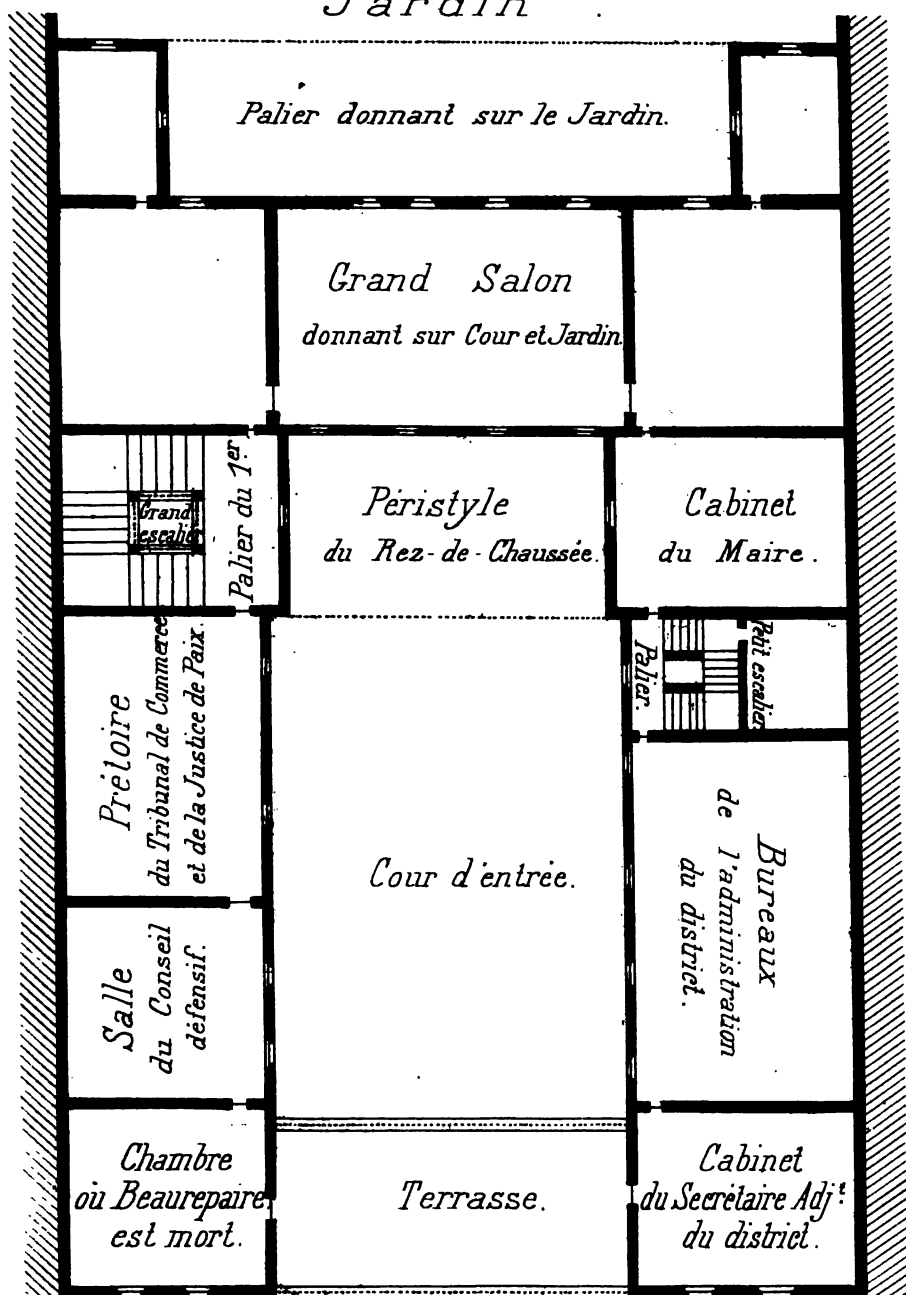 Jardin.
Palier donnant sur le Jardin.
Grand Salon
donnant sur Cour et Jardin.
Grand
escalier
Palier du 1er
Péristyle
du Rez-de-Chaussée.
Cabinet
du Maire.
Prétoire
du Tribunal de Commerce
et de la Justice de Paix.
Palier.
Petit escalier
Cour d'entrée.
Bureaux
de l'administration
du district.
Salle
du Conseil
défensif.
Chambre
où Beaurepaire
est mort.
Terrasse.
Cabinet
du Secrétaire Adjt.
du district.